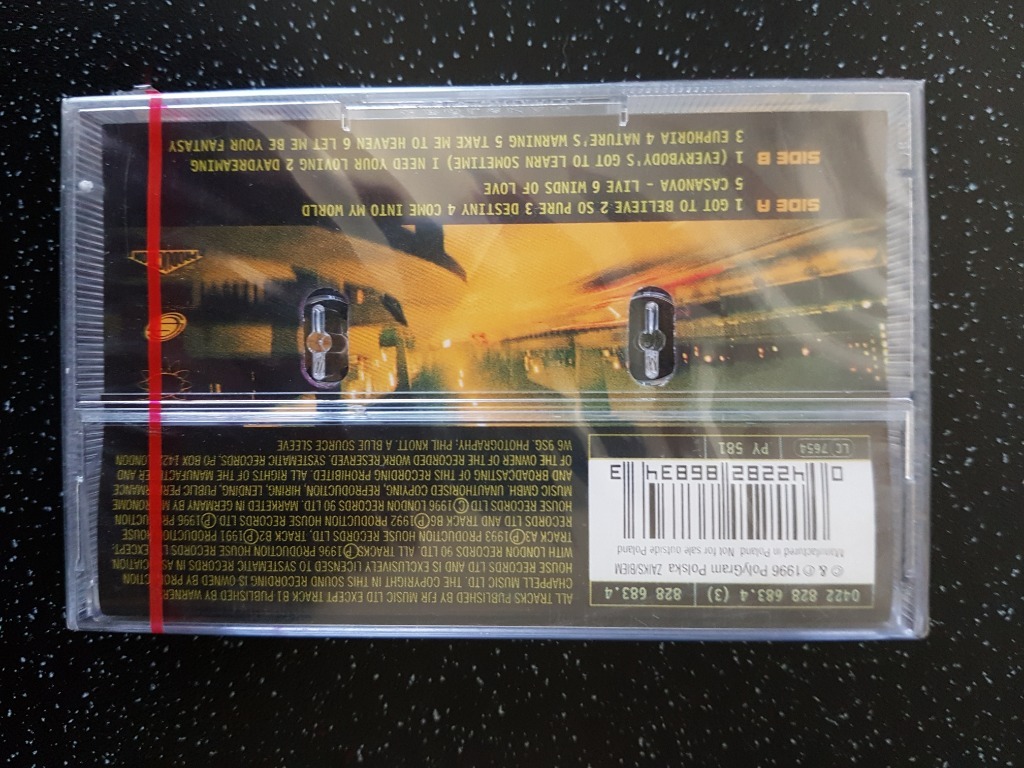 0422 828 683.4 (3) 828 683.4
© & ℗ 1996 PolyGram Polska ZAIKS/BIEM
Manufactured in Poland Not for sale outside Poland
0 42282 86834 3
LC 7654 PY 581
ALL TRACKS PUBLISHED BY FJR MUSIC LTD EXCEPT TRACK B1 PUBLISHED BY WARNER
CHAPPELL MUSIC LTD. THE COPYRIGHT IN THIS SOUND RECORDING IS OWNED BY PRODUCTION
HOUSE RECORDS LTD AND IS EXCLUSIVELY LICENSED TO SYSTEMATIC RECORDS IN ASSOCIATION
WITH LONDON RECORDS 90 LTD. ALL TRACKS ℗1996 PRODUCTION HOUSE RECORDS EXCEPT:
TRACK A3 ℗1993 PRODUCTION HOUSE RECORDS LTD, TRACK B2 ℗1991 PRODUCTION HOUSE
RECORDS LTD AND TRACK B6 ℗1992 PRODUCTION HOUSE RECORDS LTD ℗1996 PRODUCTION
HOUSE RECORDS LTD © 1996 LONDON RECORDS 90 LTD. MARKETED IN GERMANY BY METRONOME
MUSIC GMBH. UNAUTHORISED COPYING, REPRODUCTION, HIRING, LENDING, PUBLIC PERFORMANCE
AND BROADCASTING OF THIS RECORDING PROHIBITED. ALL RIGHTS OF THE MANUFACTURER AND
OF THE OWNER OF THE RECORDED WORK RESERVED. SYSTEMATIC RECORDS, PO BOX LONDON
W6 9SG. PHOTOGRAPHY: PHIL KNOTT. A BLUE SOURCE SLEEVE
SIDE A 1 GOT TO BELIEVE 2 SO PURE 3 DESTINY 4 COME INTO MY WORLD
5 CASANOVA - LIVE 6 WINDS OF LOVE
SIDE B 1 (EVERYBODY'S GOT TO LEARN SOMETIME) I NEED YOUR LOVING 2 DAYDREAMING
3 EUPHORIA 4 NATURE'S WARNING 5 TAKE ME TO HEAVEN 6 LET ME BE YOUR FANTASY